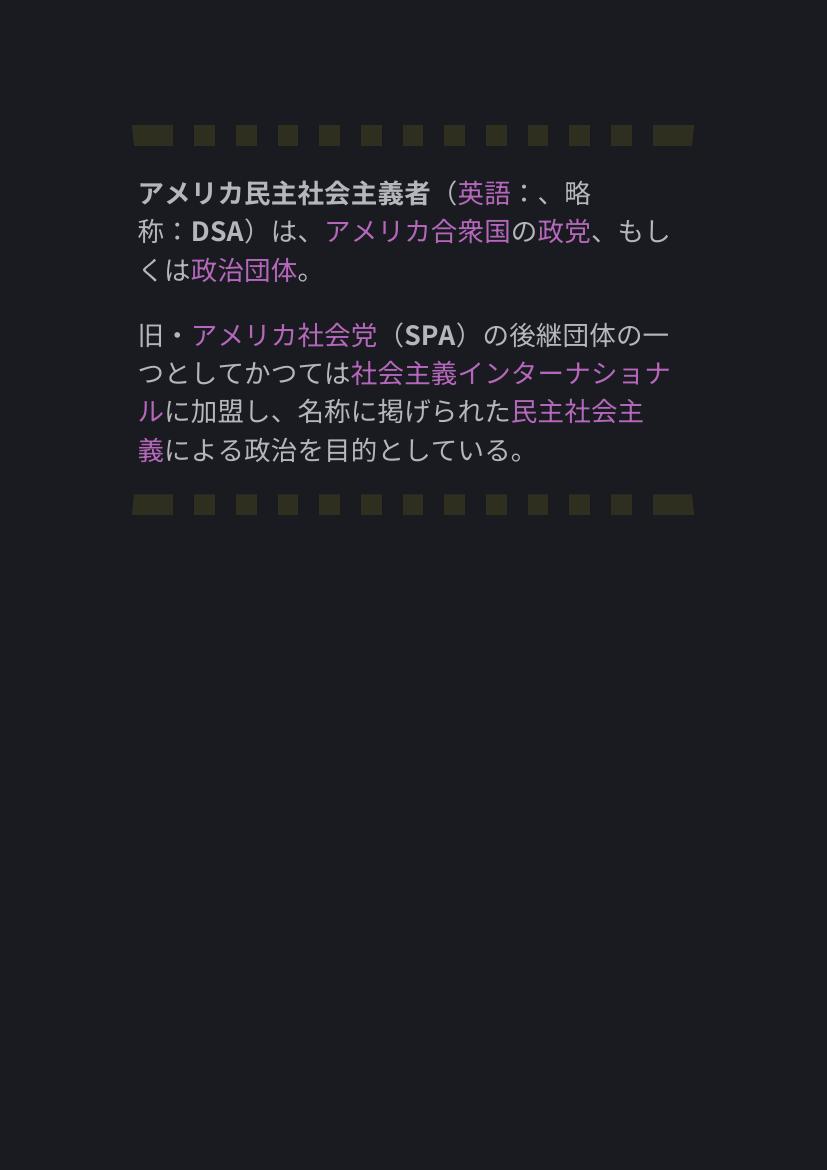 アメリカ民主社会主義者（英語：、略
称：DSA）は、アメリカ合衆国の政党、もし
くは政治団体。
旧・アメリカ社会党（SPA）の後継団体の一
つとしてかつては社会主義インターナショナ
ルに加盟し、名称に掲げられた民主社会主
義による政治を目的としている。